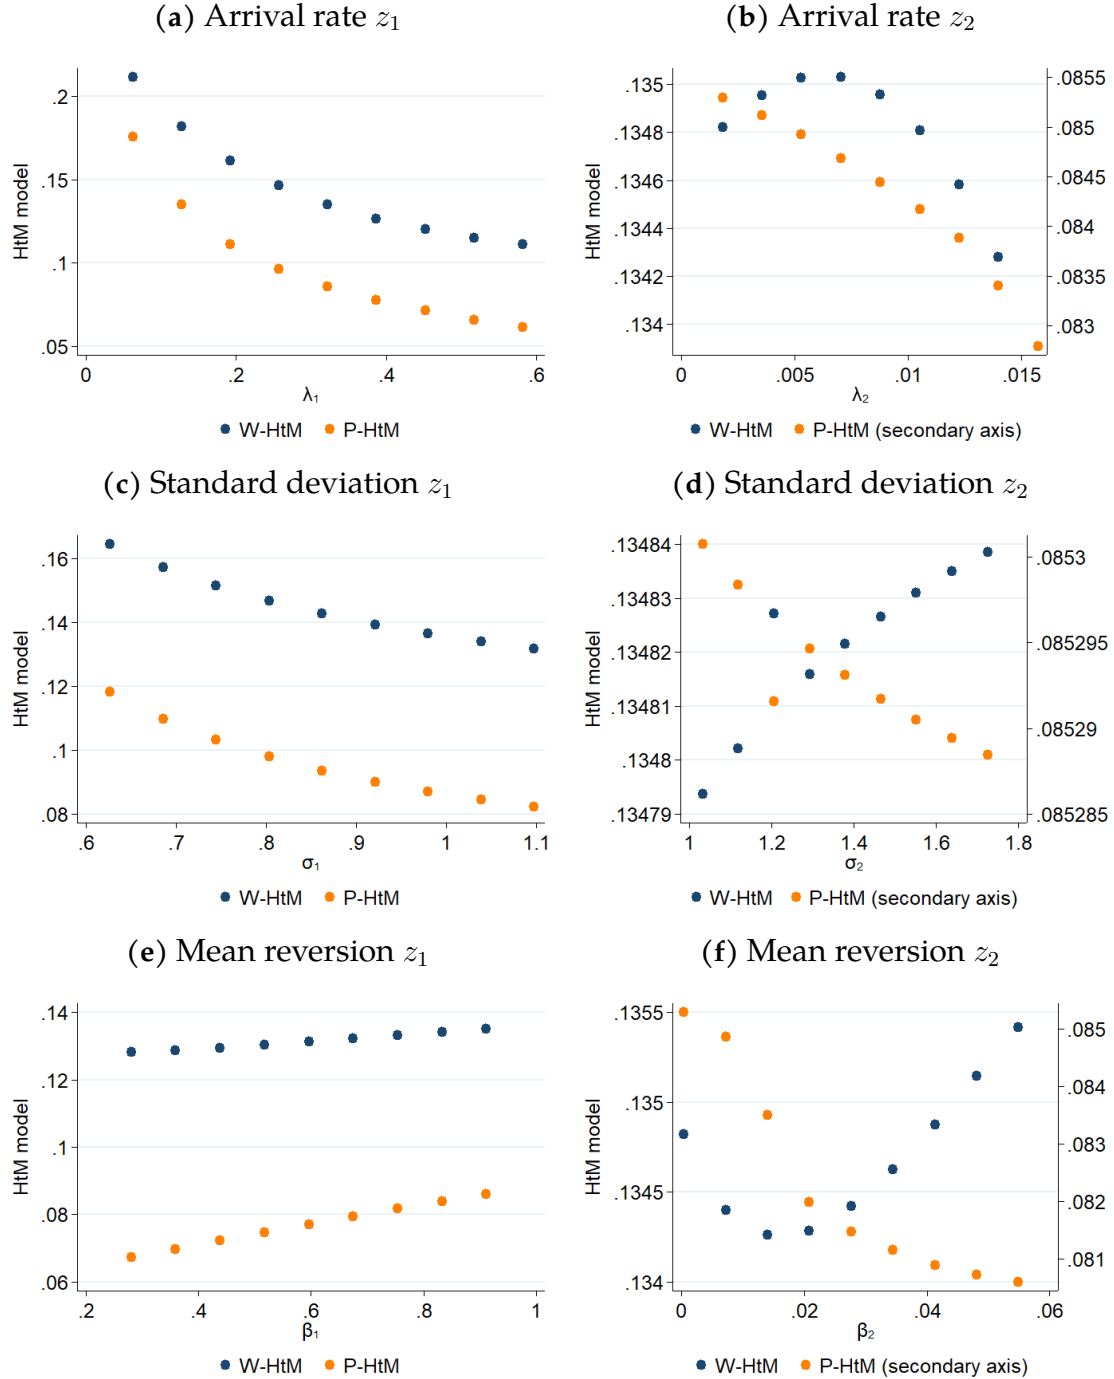 (a) Arrival rate z₁
HtM model
.2
.15
.1
.05
0 .2 .4 .6
λ₁
W-HtM P-HtM
(b) Arrival rate z₂
HtM model
.135
.1348
.1346
.1344
.1342
.134
.0855
.085
.0845
.084
.0835
.083
0 .005 .01 .015
λ₂
W-HtM P-HtM (secondary axis)
(c) Standard deviation z₁
HtM model
.16
.14
.12
.1
.08
.6 .7 .8 .9 1 1.1
σ₁
W-HtM P-HtM
(d) Standard deviation z₂
HtM model
.13484
.13483
.13482
.13481
.1348
.13479
.0853
.085295
.08529
.085285
1 1.2 1.4 1.6 1.8
σ₂
W-HtM P-HtM (secondary axis)
(e) Mean reversion z₁
HtM model
.14
.12
.1
.08
.06
.2 .4 .6 .8 1
β₁
W-HtM P-HtM
(f) Mean reversion z₂
HtM model
.1355
.135
.1345
.134
.085
.084
.083
.082
.081
0 .02 .04 .06
β₂
W-HtM P-HtM (secondary axis)